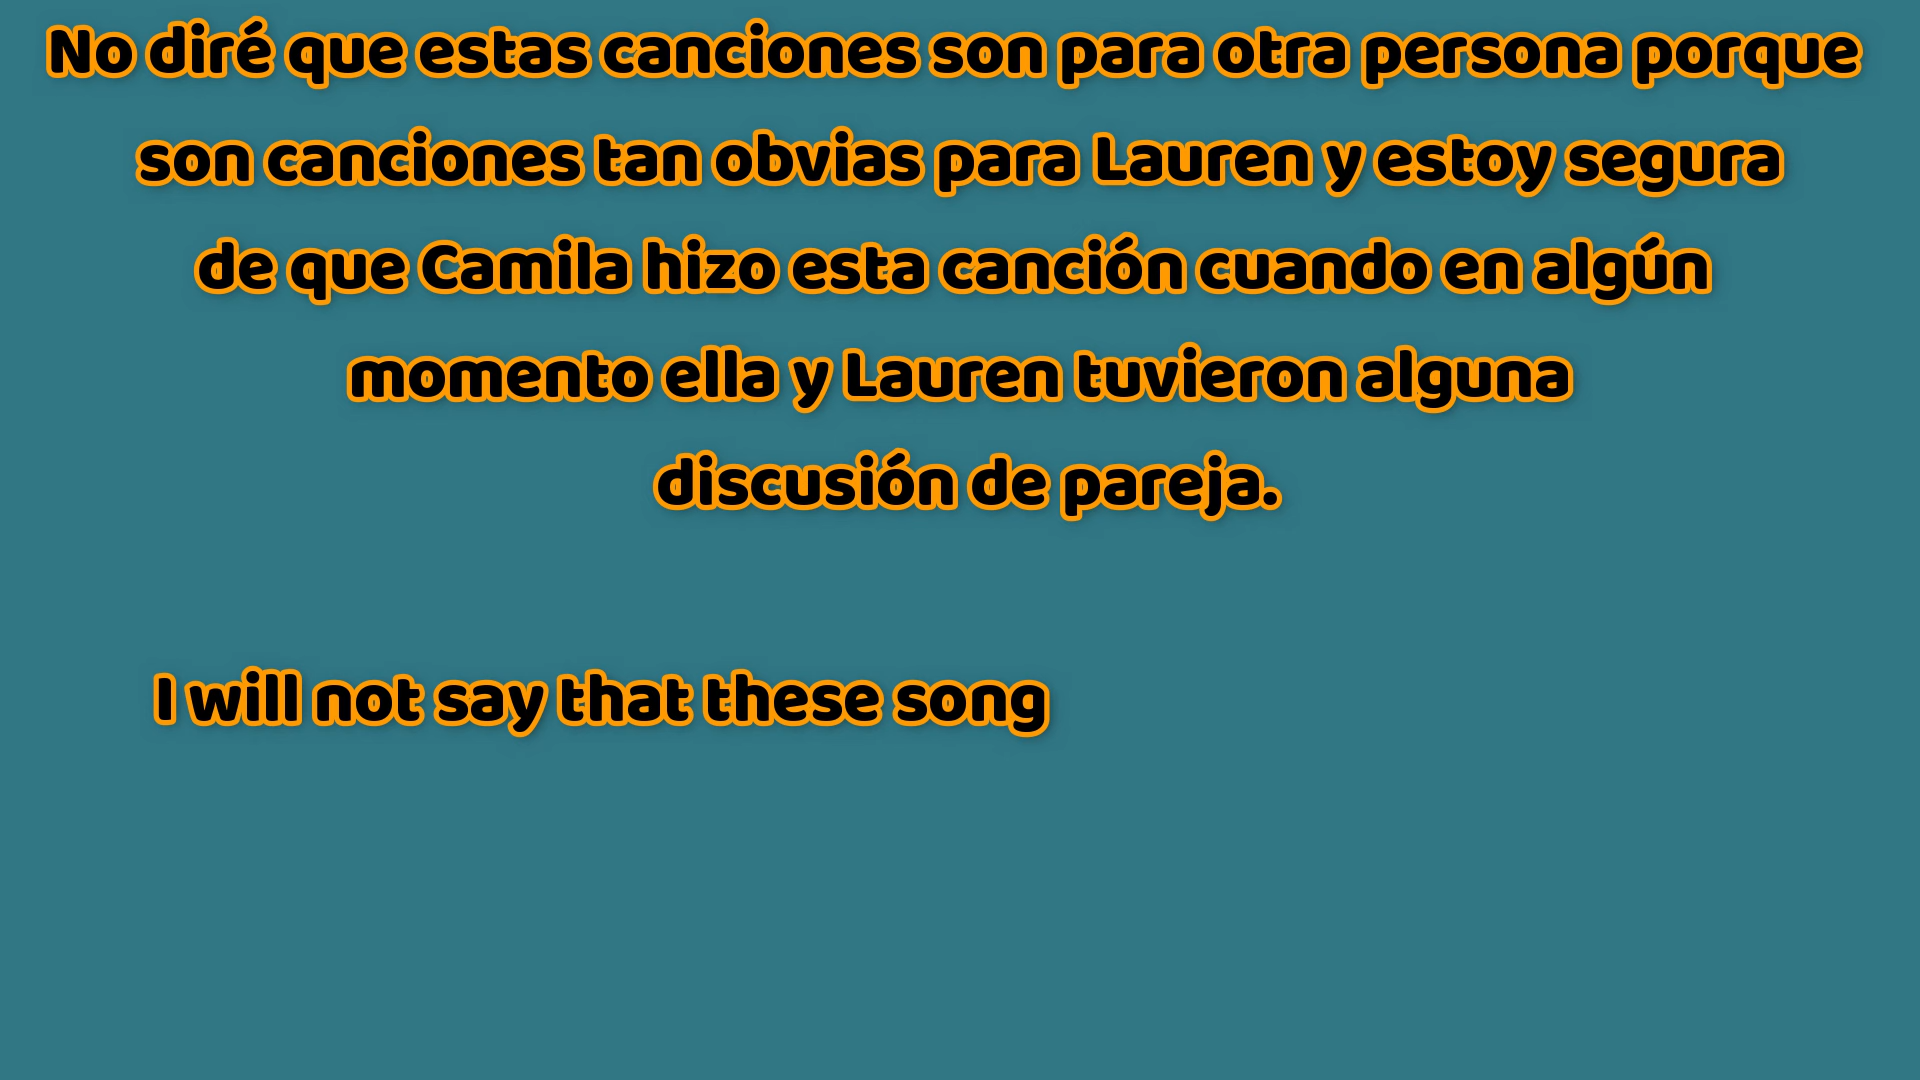 No diré que estas canciones son para otra persona porque
son canciones tan obvias para Lauren y estoy segura
de que Camila hizo esta canción cuando en algún
momento ella y Lauren tuvieron alguna
discusión de pareja.
I will not say that these song